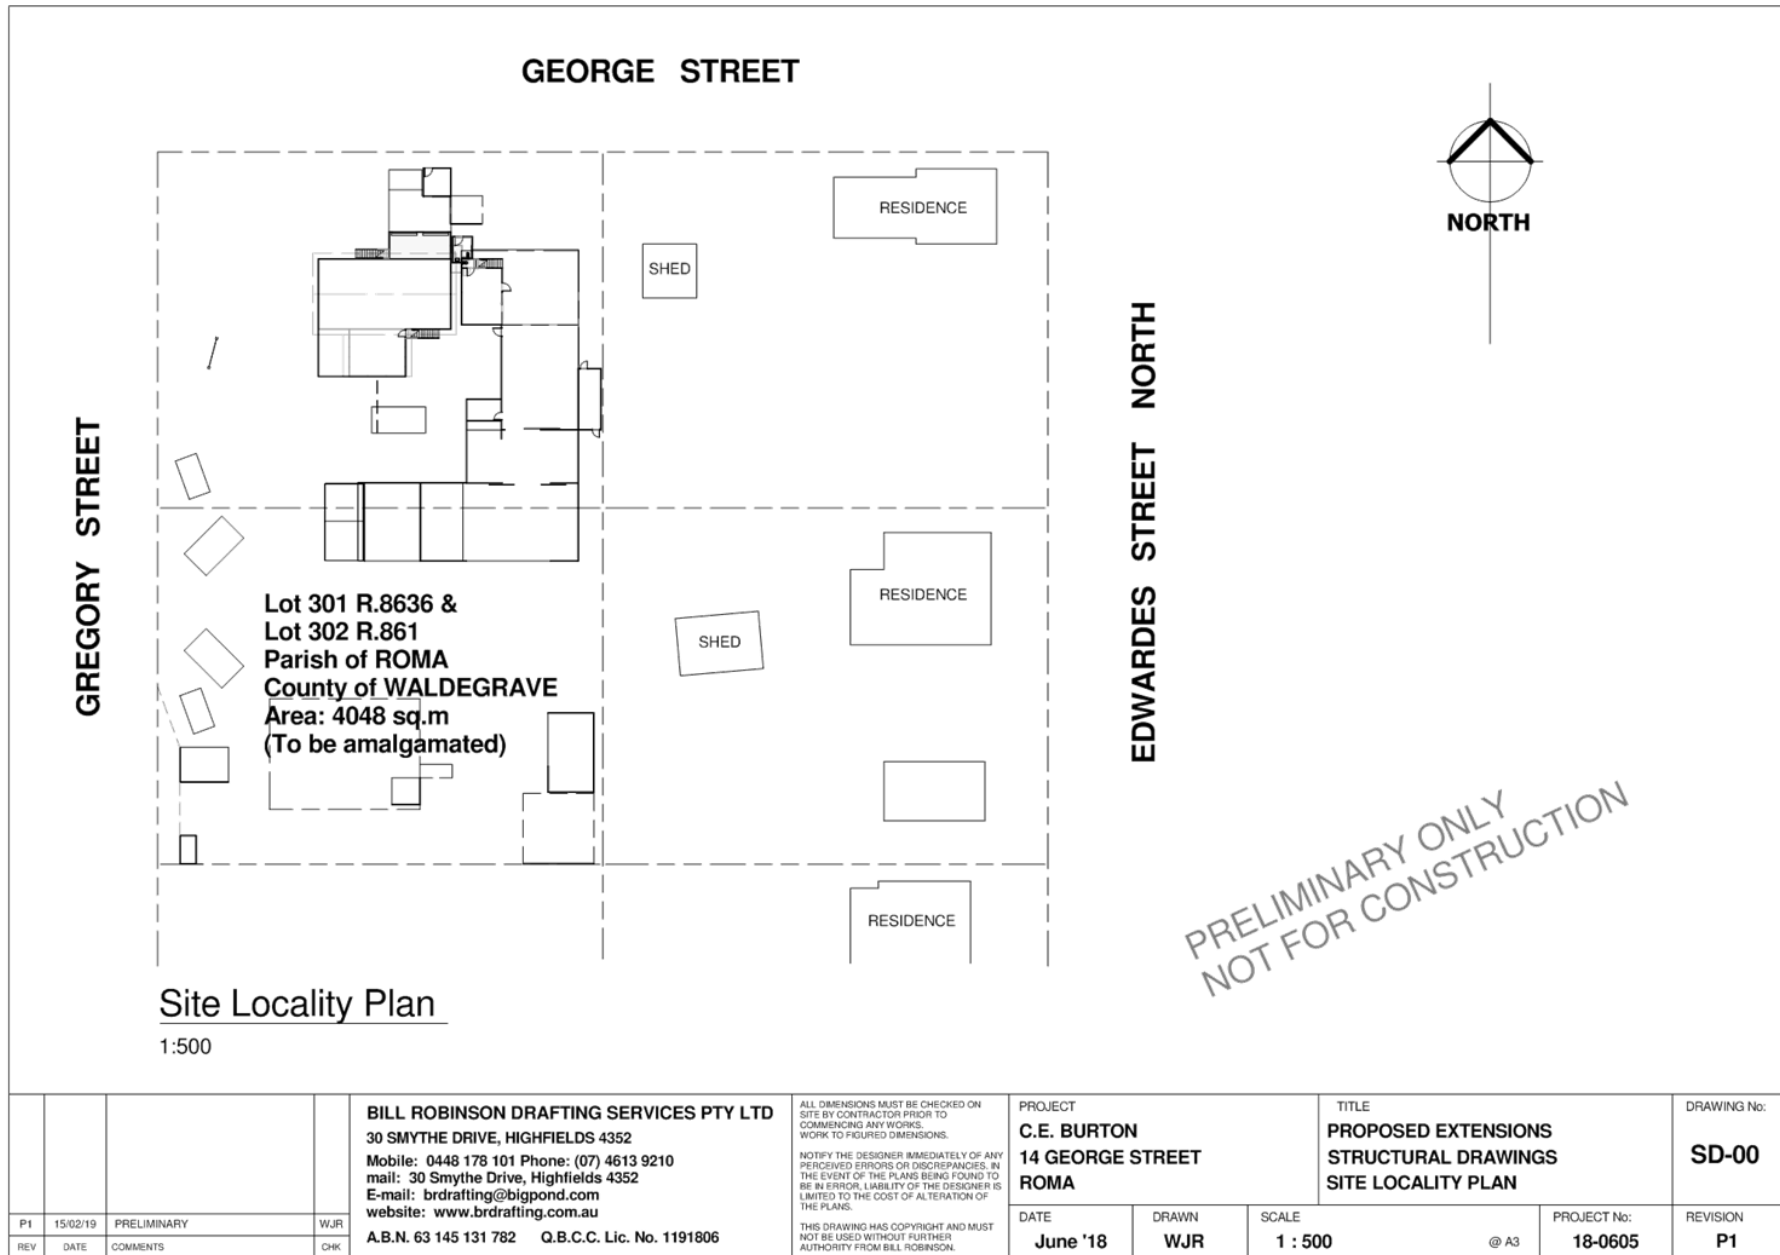 GEORGE STREET
NORTH
RESIDENCE
SHED
GREGORY STREET
EDWARDES STREET NORTH
RESIDENCE
SHED
Lot 301 R.8636 &
Lot 302 R.861
Parish of ROMA
County of WALDEGRAVE
Area: 4048 sq.m
(To be amalgamated)
RESIDENCE
PRELIMINARY ONLY
NOT FOR CONSTRUCTION
Site Locality Plan
1:500
P1 15/02/19 PRELIMINARY WJR
REV DATE COMMENTS CHK
BILL ROBINSON DRAFTING SERVICES PTY LTD
30 SMYTHE DRIVE, HIGHFIELDS 4352
Mobile: 0448 178 101 Phone: (07) 4613 9210
mail: 30 Smythe Drive, Highfields 4352
E-mail: brdrafting@bigpond.com
website: www.brdrafting.com.au
A.B.N. 63 145 131 782 Q.B.C.C. Lic. No. 1191806
ALL DIMENSIONS MUST BE CHECKED ON
SITE BY CONTRACTOR PRIOR TO
COMMENCING ANY WORKS.
WORK TO FIGURED DIMENSIONS.
NOTIFY THE DESIGNER IMMEDIATELY OF ANY
PERCEIVED ERRORS OR DISCREPANCIES. IN
THE EVENT OF THE PLANS BEING FOUND TO
BE IN ERROR, LIABILITY OF THE DESIGNER IS
LIMITED TO THE COST OF ALTERATION OF
THE PLANS.
THIS DRAWING HAS COPYRIGHT AND MUST
NOT BE USED WITHOUT FURTHER
AUTHORITY FROM BILL ROBINSON.
PROJECT
C.E. BURTON
14 GEORGE STREET
ROMA
TITLE
PROPOSED EXTENSIONS
STRUCTURAL DRAWINGS
SITE LOCALITY PLAN
DRAWING No:
SD-00
DATE
June '18
DRAWN
WJR
SCALE
1 : 500 @ A3
PROJECT No:
18-0605
REVISION
P1